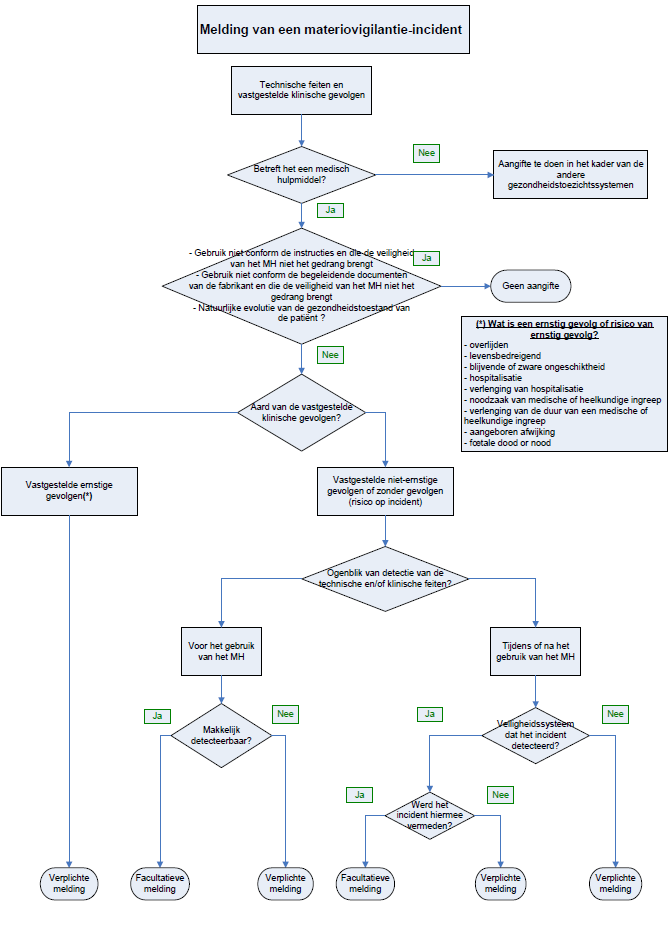 Melding van een materiovigilantie-incident
Technische feiten en
vastgestelde klinische gevolgen
Nee
Betreft het een medisch
hulpmiddel?
Aangifte te doen in het kader van de
andere
gezondheidstoezichtssystemen
Ja
- Gebruik niet conform de instructies en die de veiligheid
van het MH niet het gedrang brengt
- Gebruik niet conform de begeleidende documenten
van de fabrikant en die de veiligheid van het MH niet het
gedrang brengt
- Natuurlijke evolutie van de gezondheidstoestand van
de patiënt ?
Ja
Geen aangifte
Nee
(*) Wat is een ernstig gevolg of risico van
ernstig gevolg?
- overlijden
- levensbedreigend
- blijvende of zware ongeschiktheid
- hospitalisatie
- verlenging van hospitalisatie
- noodzaak van medische of heelkundige ingreep
- verlenging van de duur van een medische of
heelkundige ingreep
- aangeboren afwijking
- fœtale dood or nood
Aard van de vastgestelde
klinische gevolgen?
Vastgestelde ernstige
gevolgen(*)
Vastgestelde niet-ernstige
gevolgen of zonder gevolgen
(risico op incident)
Ogenblik van detectie van de
technische en/of klinische feiten?
Voor het gebruik
van het MH
Tijdens of na het
gebruik van het MH
Ja
Nee
Makkelijk
detecteerbaar?
Ja
Nee
Veiligheidssysteem
dat het incident
detecteerd?
Ja
Nee
Werd het
incident hiermee
vermeden?
Verplichte
melding
Facultatieve
melding
Verplichte
melding
Facultatieve
melding
Verplichte
melding
Verplichte
melding